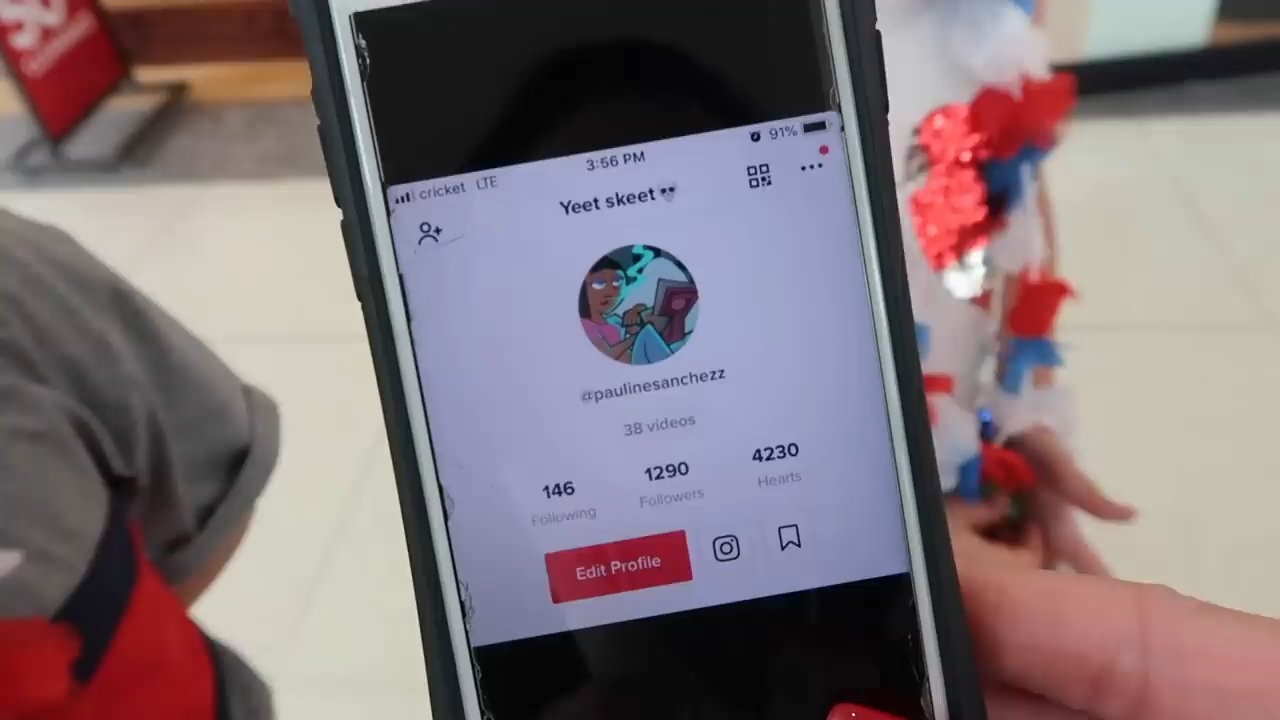 50
cricket LTE
3:56 PM
91%
Yeet skeet
@paulinesanchezz
38 videos
146
Following
1290
Followers
4230
Hearts
Edit Profile